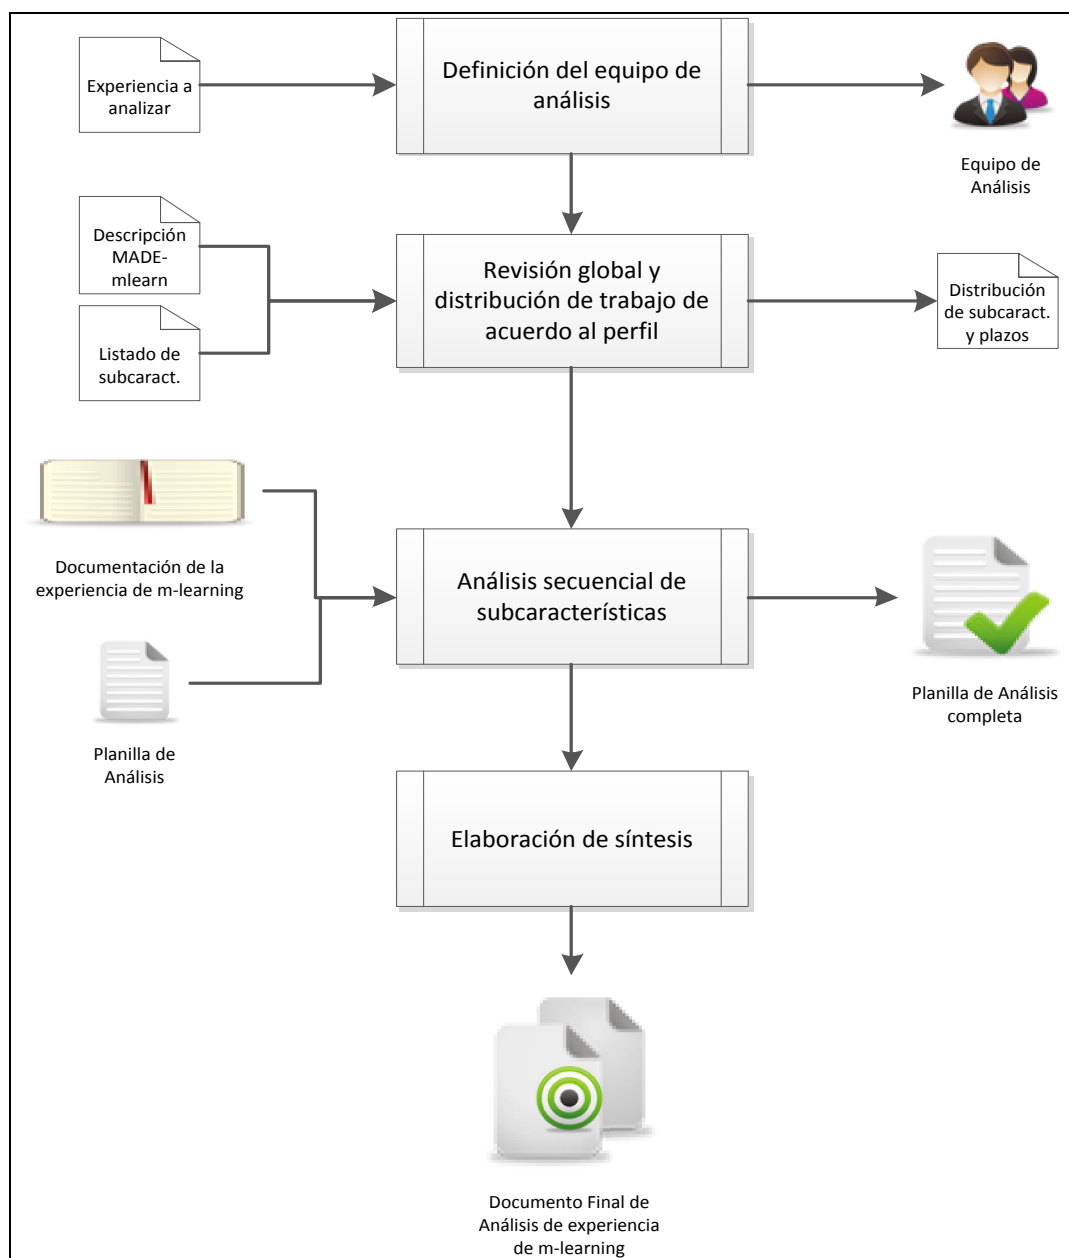 Experiencia a
analizar
Definición del equipo de
análisis
Equipo de
Análisis
Descripción
MADE-
mlearn
Listado de
subcaract.
Revisión global y
distribución de trabajo de
acuerdo al perfil
Distribución
de subcaract.
y plazos
Documentación de la
experiencia de m-learning
Planilla de
Análisis
Análisis secuencial de
subcaracterísticas
Planilla de Análisis
completa
Elaboración de síntesis
Documento Final de
Análisis de experiencia
de m-learning